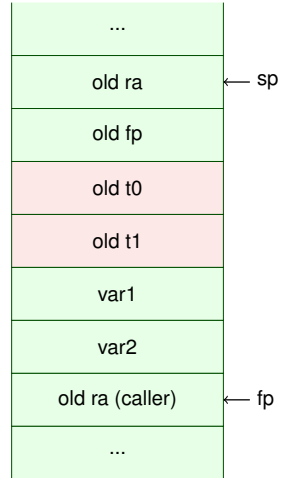 ...
old ra
sp
old fp
old t0
old t1
var1
var2
old ra (caller)
fp
...